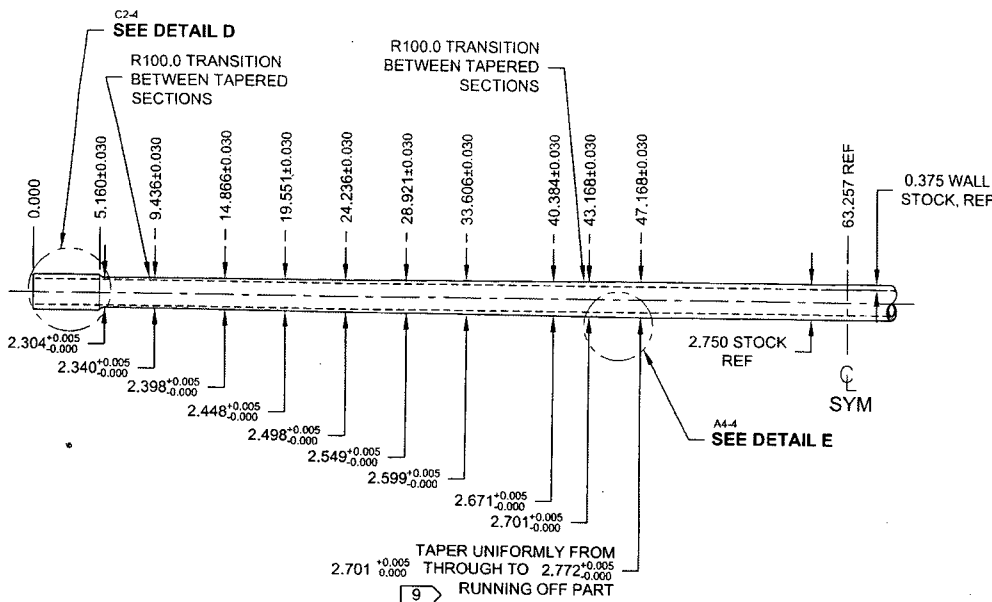 C2-4
SEE DETAIL D
R100.0 TRANSITION
BETWEEN TAPERED
SECTIONS
R100.0 TRANSITION
BETWEEN TAPERED
SECTIONS
0.000
5.160±0.030
9.436±0.030
14.866±0.030
19.551±0.030
24.236±0.030
28.921±0.030
33.606±0.030
40.384±0.030
43.168±0.030
47.168±0.030
63.257 REF
0.375 WALL
STOCK, REF
2.304 +0.005 -0.000
2.340 +0.005 -0.000
2.398 +0.005 -0.000
2.448 +0.005 -0.000
2.498 +0.005 -0.000
2.549 +0.005 -0.000
2.599 +0.005 -0.000
2.671 +0.005 -0.000
2.701 +0.005 -0.000
2.750 STOCK
REF
CL
SYM
A4-4
SEE DETAIL E
TAPER UNIFORMLY FROM
2.701 +0.005 0.000 THROUGH TO 2.772 +0.005 -0.000
RUNNING OFF PART
9